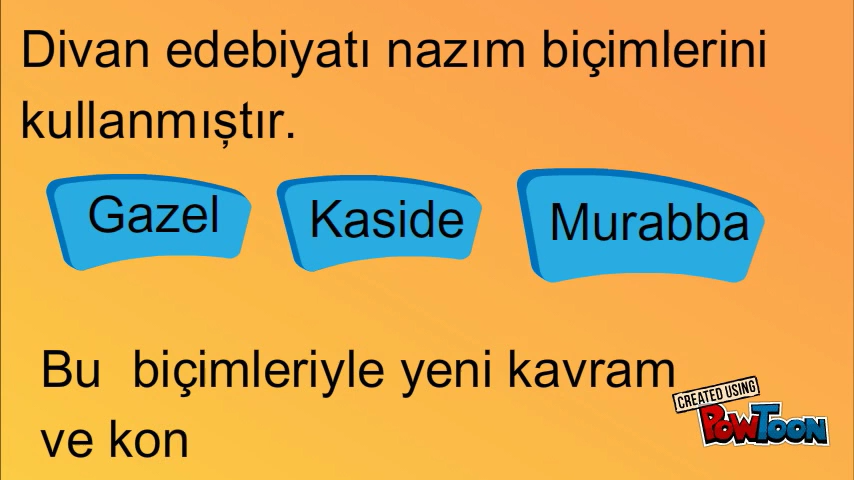 Divan edebiyatı nazım biçimlerini
kullanmıştır.
Gazel
Kaside
Murabba
Bu biçimleriyle yeni kavram
ve kon
CREATED USING
POWTOON